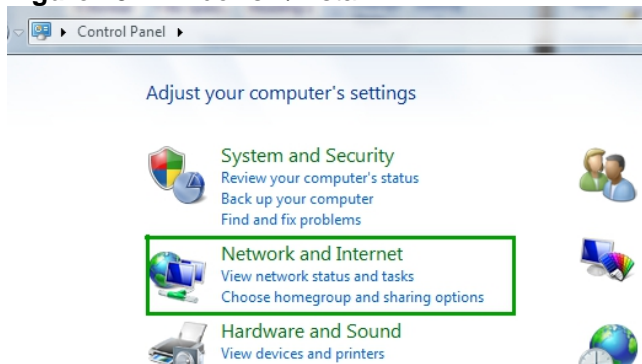 Control Panel
Adjust your computer's settings
System and Security
Review your computer's status
Back up your computer
Find and fix problems
Network and Internet
View network status and tasks
Choose homegroup and sharing options
Hardware and Sound
View devices and printers